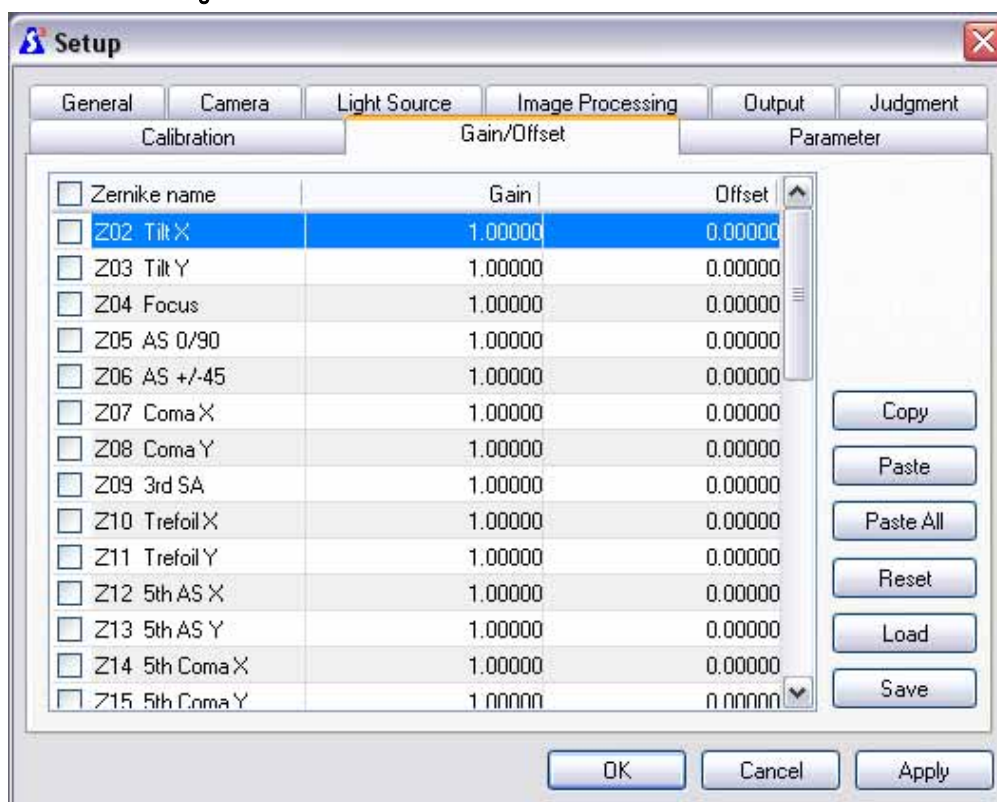 Setup
General Camera Light Source Image Processing Output Judgment
Calibration Gain/Offset Parameter
Zernike name Gain Offset
Z02 Tilt X 1.00000 0.00000
Z03 Tilt Y 1.00000 0.00000
Z04 Focus 1.00000 0.00000
Z05 AS 0/90 1.00000 0.00000
Z06 AS +/-45 1.00000 0.00000
Z07 Coma X 1.00000 0.00000
Copy
Z08 Coma Y 1.00000 0.00000
Paste
Z09 3rd SA 1.00000 0.00000
Z10 Trefoil X 1.00000 0.00000
Paste All
Z11 Trefoil Y 1.00000 0.00000
Z12 5th AS X 1.00000 0.00000
Reset
Z13 5th AS Y 1.00000 0.00000
Load
Z14 5th Coma X 1.00000 0.00000
Z15 5th Coma Y 1.00000 0.00000
Save
OK Cancel Apply